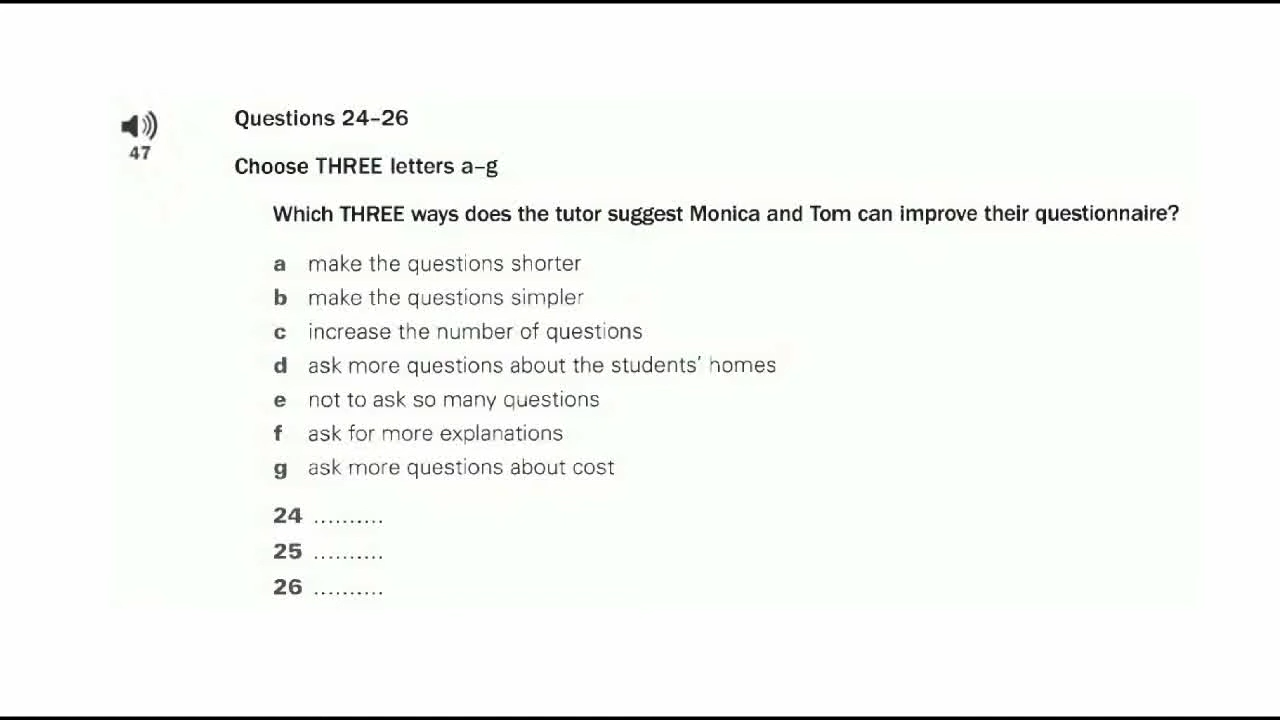 Questions 24–26
47
Choose THREE letters a–g
Which THREE ways does the tutor suggest Monica and Tom can improve their questionnaire?
a make the questions shorter
b make the questions simpler
c increase the number of questions
d ask more questions about the students' homes
e not to ask so many questions
f ask for more explanations
g ask more questions about cost
24 ..........
25 ..........
26 ..........